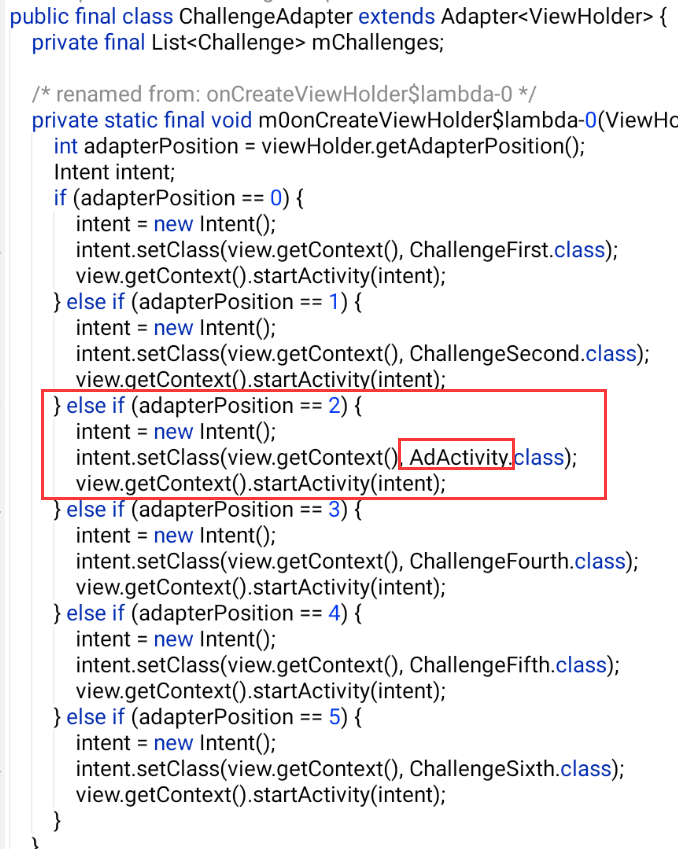 public final class ChallengeAdapter extends Adapter<ViewHolder> {
private final List<Challenge> mChallenges;
/* renamed from: onCreateViewHolder$lambda-0 */
private static final void m0onCreateViewHolder$lambda-0(ViewHo
int adapterPosition = viewHolder.getAdapterPosition();
Intent intent;
if (adapterPosition == 0) {
intent = new Intent();
intent.setClass(view.getContext(), ChallengeFirst.class);
view.getContext().startActivity(intent);
} else if (adapterPosition == 1) {
intent = new Intent();
intent.setClass(view.getContext(), ChallengeSecond.class);
view.getContext().startActivity(intent);
} else if (adapterPosition == 2) {
intent = new Intent();
intent.setClass(view.getContext(), AdActivity.class);
view.getContext().startActivity(intent);
} else if (adapterPosition == 3) {
intent = new Intent();
intent.setClass(view.getContext(), ChallengeFourth.class);
view.getContext().startActivity(intent);
} else if (adapterPosition == 4) {
intent = new Intent();
intent.setClass(view.getContext(), ChallengeFifth.class);
view.getContext().startActivity(intent);
} else if (adapterPosition == 5) {
intent = new Intent();
intent.setClass(view.getContext(), ChallengeSixth.class);
view.getContext().startActivity(intent);
}
}